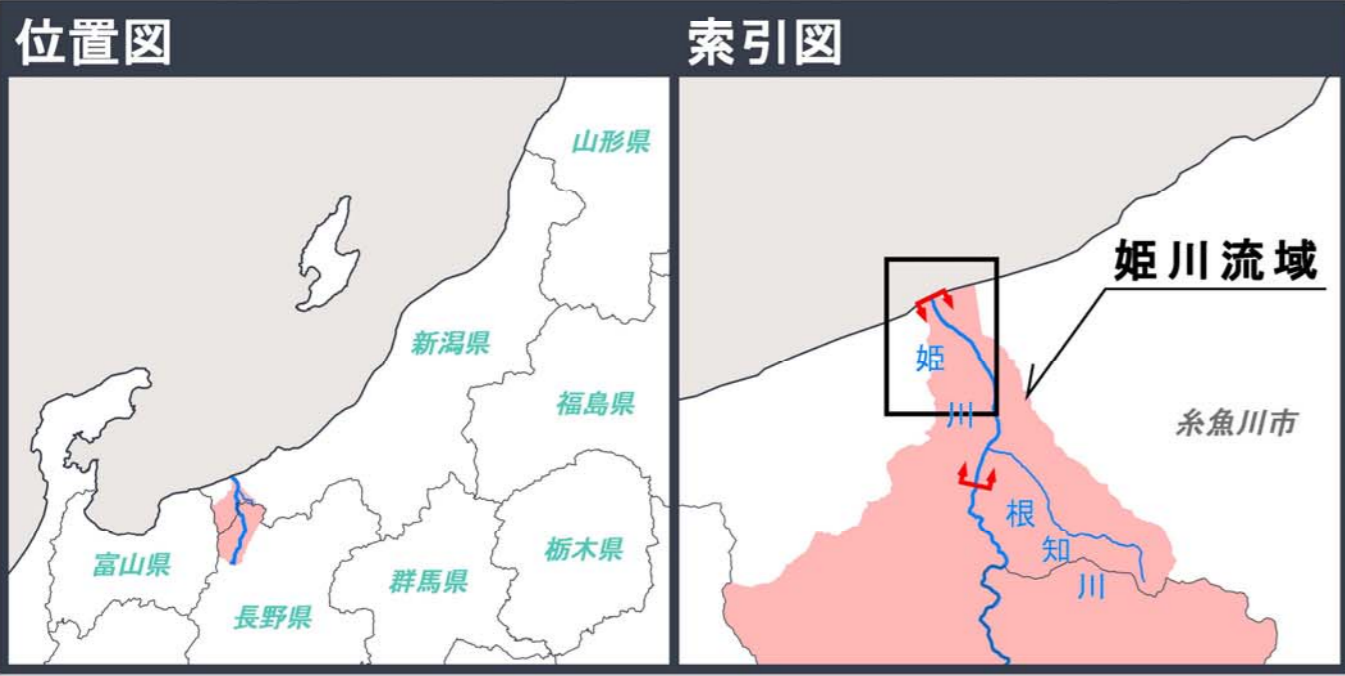 位置図
山形県
新潟県
福島県
富山県
栃木県
群馬県
長野県
索引図
姫川流域
姫川
糸魚川市
根知川